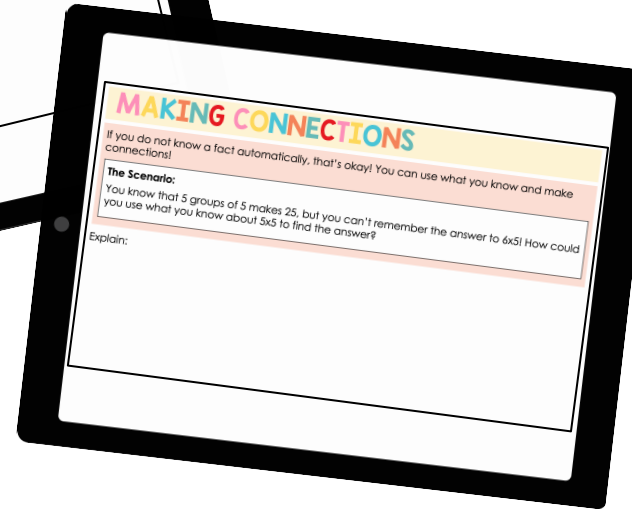 MAKING CONNECTIONS
If you do not know a fact automatically, that's okay! You can use what you know and make
connections!
The Scenario:
You know that 5 groups of 5 makes 25, but you can't remember the answer to 6x5! How could
you use what you know about 5x5 to find the answer?
Explain: